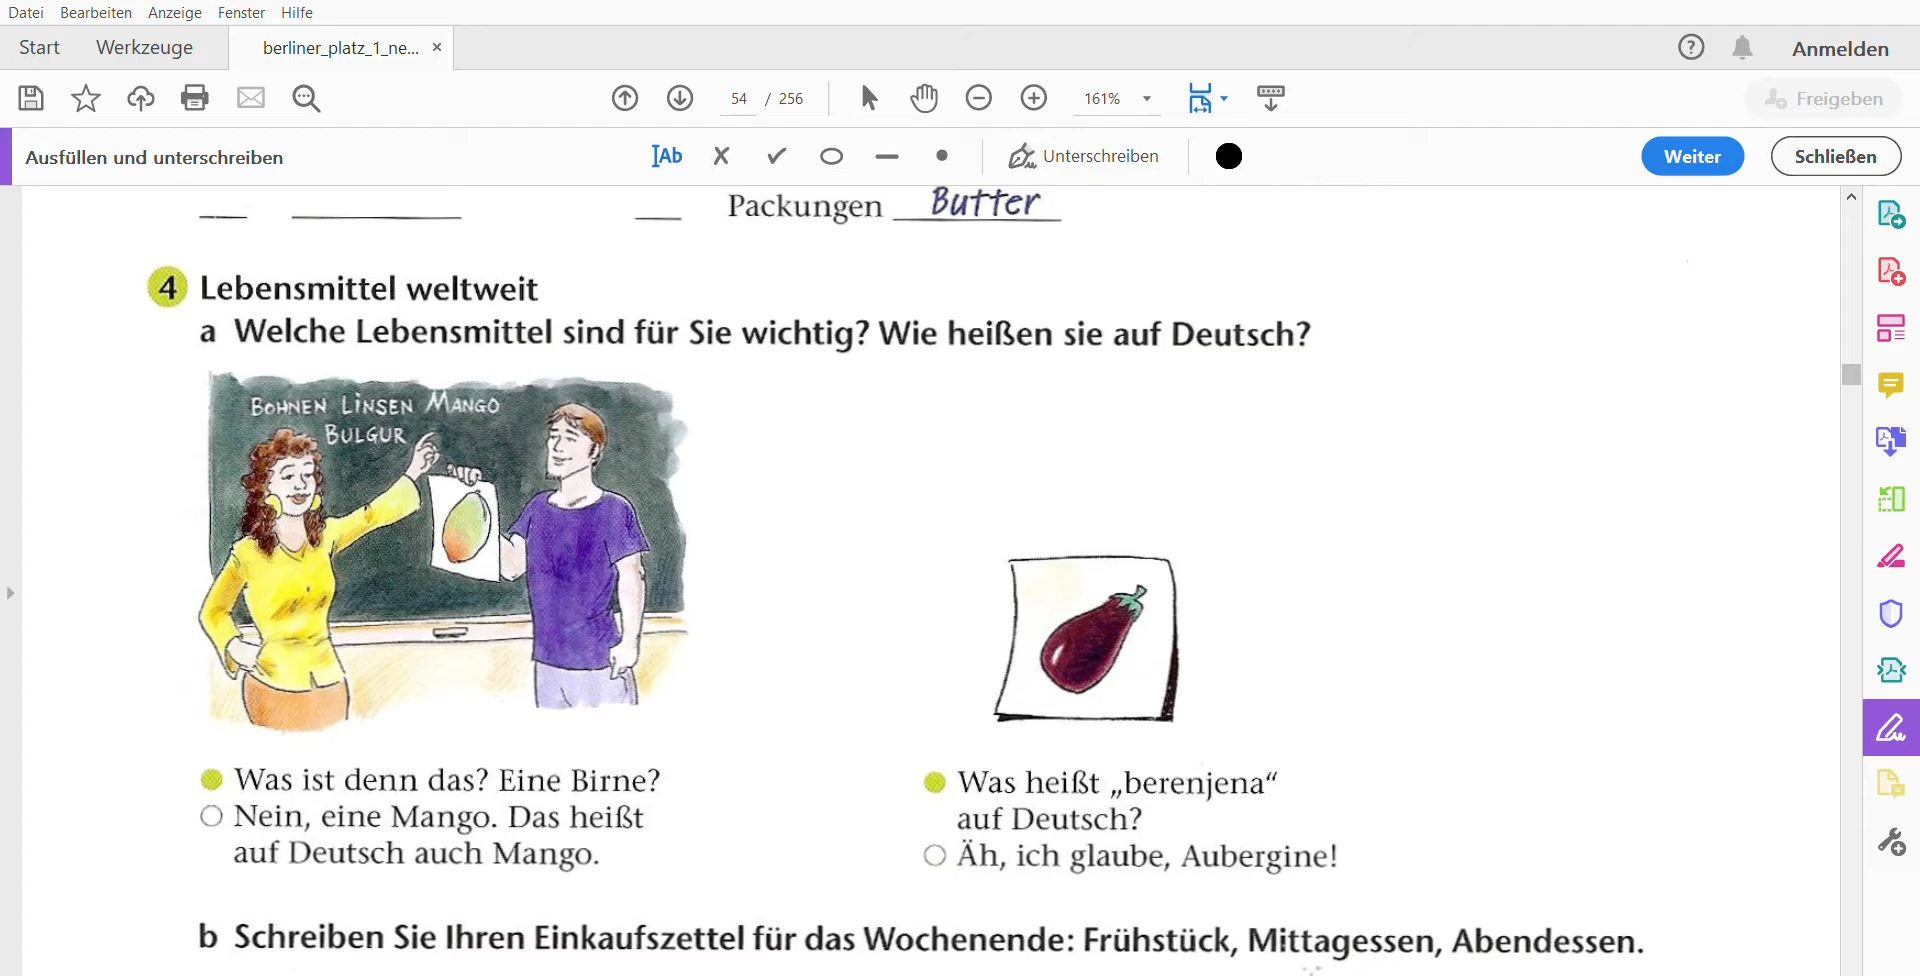 Datei Bearbeiten Anzeige Fenster Hilfe
Start Werkzeuge berliner_platz_1_ne... × ? Anmelden
54 / 256 161% Freigeben
Ausfüllen und unterschreiben Ab Unterschreiben Weiter Schließen
Packungen Butter
4 Lebensmittel weltweit
a Welche Lebensmittel sind für Sie wichtig? Wie heißen sie auf Deutsch?
BOHNEN LINSEN MANGO
BULGUR
Was ist denn das? Eine Birne?
Nein, eine Mango. Das heißt
auf Deutsch auch Mango.
Was heißt „berenjena“
auf Deutsch?
Äh, ich glaube, Aubergine!
b Schreiben Sie Ihren Einkaufszettel für das Wochenende: Frühstück, Mittagessen, Abendessen.